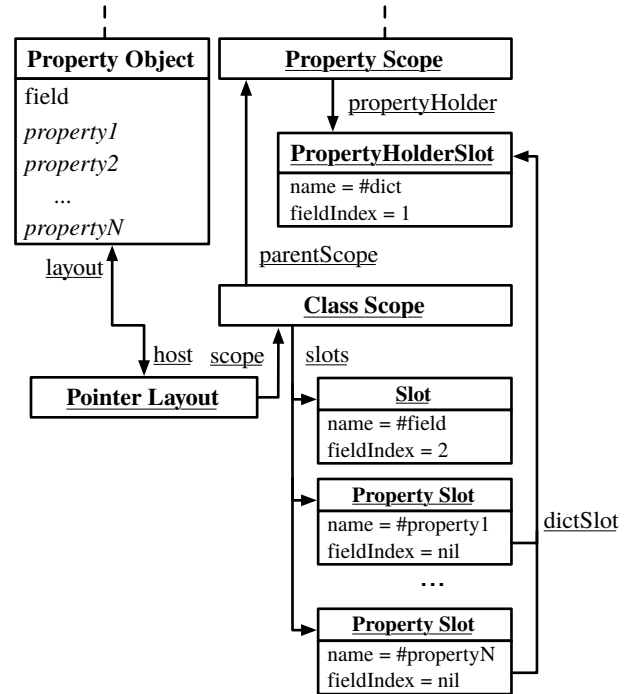 Property Object
field
property1
property2
...
propertyN
layout
host
Pointer Layout
scope
Property Scope
propertyHolder
PropertyHolderSlot
name = #dict
fieldIndex = 1
parentScope
Class Scope
slots
Slot
name = #field
fieldIndex = 2
Property Slot
name = #property1
fieldIndex = nil
...
Property Slot
name = #propertyN
fieldIndex = nil
dictSlot